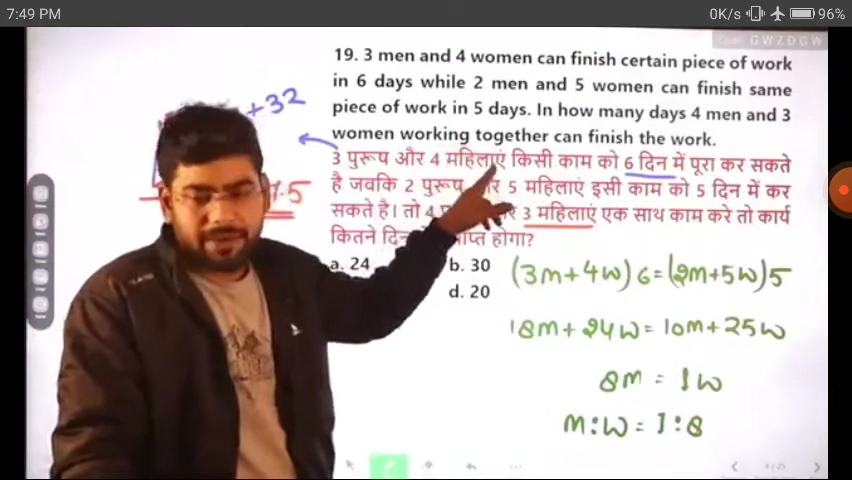 7:49 PM
0K/s 96%
G W Z D G W
19. 3 men and 4 women can finish certain piece of work
in 6 days while 2 men and 5 women can finish same
piece of work in 5 days. In how many days 4 men and 3
women working together can finish the work.
+32
3 पुरूप और 4 महिलाएं किसी काम को 6 दिन में पूरा कर सकते
है जवकि 2 पुरूप 5 महिलाएं इसी काम को 5 दिन में कर
सकते है। तो 4 3 महिलाएं एक साथ काम करे तो कार्य
कितने होगा?
a. 24
b. 30
d. 20
(3m+4w) 6=(2m+5w)5
18m+24w=10m+25w
8m = 1w
m:w=1:8